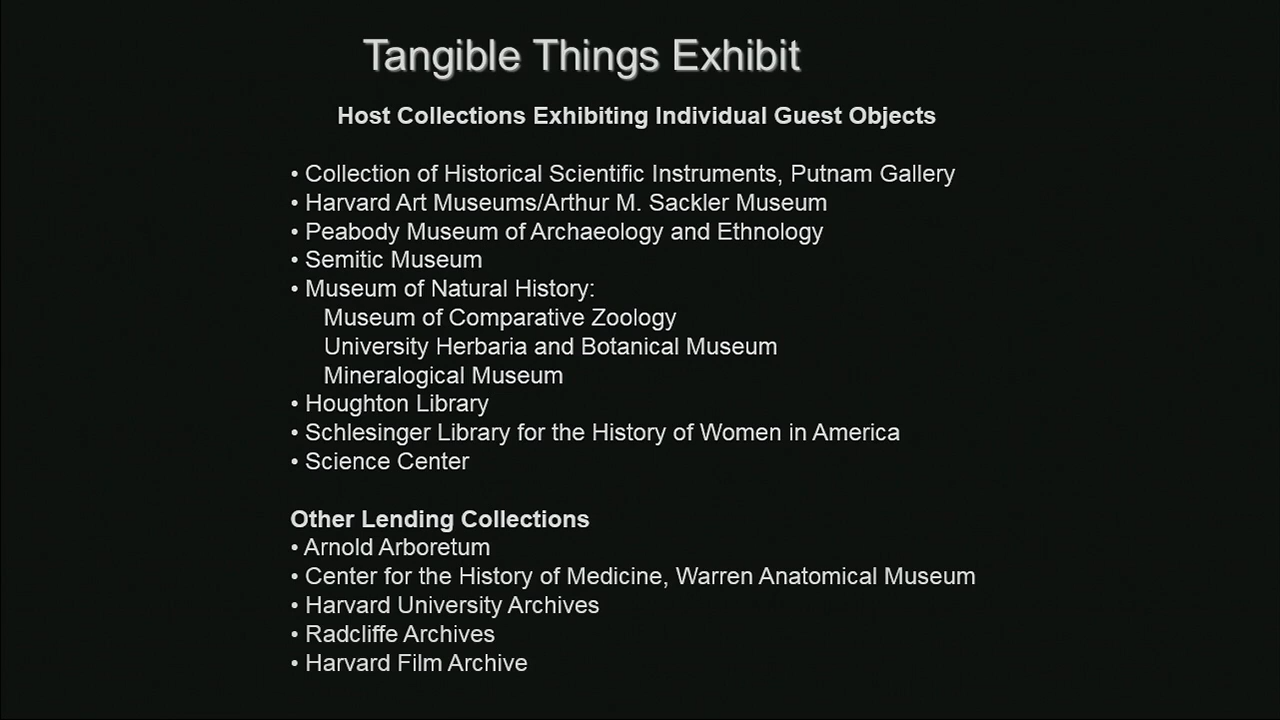 Tangible Things Exhibit
Host Collections Exhibiting Individual Guest Objects
• Collection of Historical Scientific Instruments, Putnam Gallery
• Harvard Art Museums/Arthur M. Sackler Museum
• Peabody Museum of Archaeology and Ethnology
• Semitic Museum
• Museum of Natural History:
Museum of Comparative Zoology
University Herbaria and Botanical Museum
Mineralogical Museum
• Houghton Library
• Schlesinger Library for the History of Women in America
• Science Center
Other Lending Collections
• Arnold Arboretum
• Center for the History of Medicine, Warren Anatomical Museum
• Harvard University Archives
• Radcliffe Archives
• Harvard Film Archive